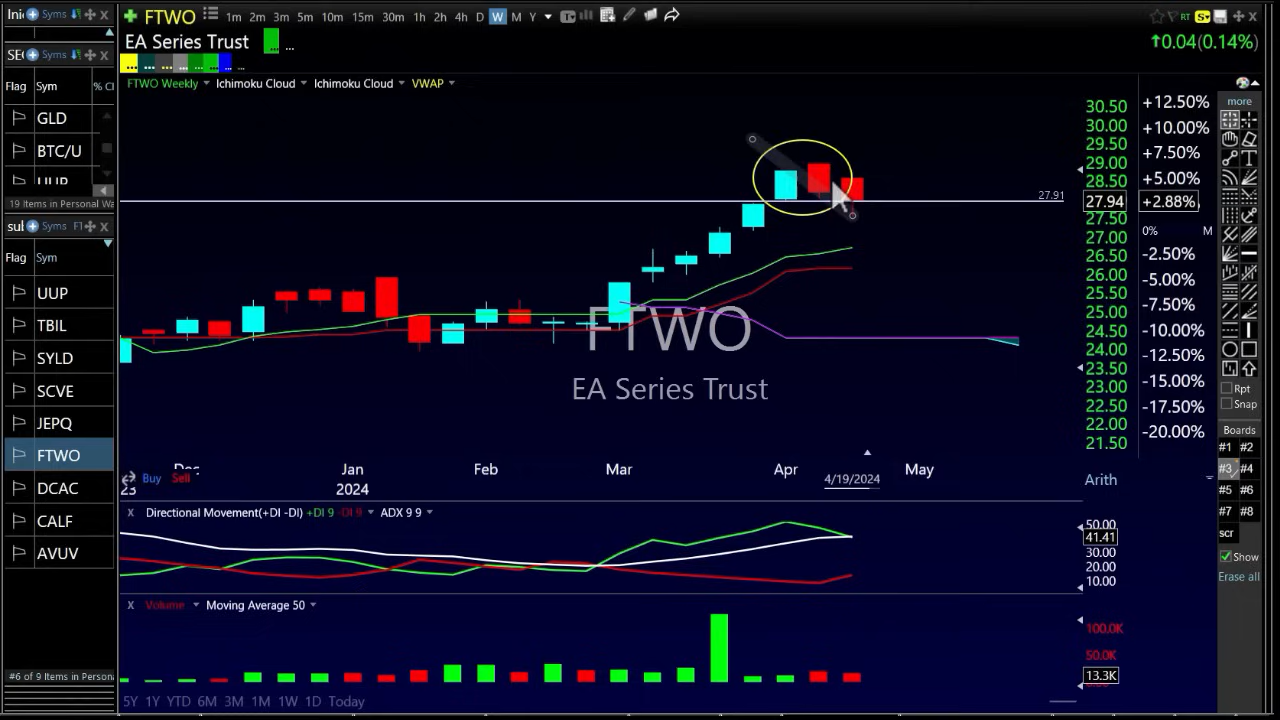 Syms
FTWO 1m 2m 3m 5m 10m 15m 30m 1h 2h 4h D W M Y RT S
EA Series Trust ... 0.04(0.14%)
SE Syms
FTWO Weekly Ichimoku Cloud Ichimoku Cloud VWAP
Flag Sym % C
more
GLD
BTC/U
19 items in Personal Wa
sul Syms F1
Flag Sym
UUP
TBIL
SYLD
SCVE
JEPQ
FTWO
DCAC
CALF
AVUV
#6 of 9 Items in Person
30.50
30.00
29.50
29.00
28.50
27.94
27.50
27.00
26.50
26.00
25.50
25.00
24.50
24.00
23.50
23.00
22.50
22.00
21.50
+12.50%
+10.00%
+7.50%
+5.00%
+2.88%
0% M
-2.50%
-5.00%
-7.50%
-10.00%
-12.50%
-15.00%
-17.50%
-20.00%
27.91
FTWO
EA Series Trust
Dec Jan Feb Mar Apr May
23 2024 4/19/2024
Buy Sell
Arith
X Directional Movement(+DI -DI) +DI 9 -DI 9 ADX 9 9
50.00
41.41
30.00
20.00
10.00
X Volume Moving Average 50
100.0K
50.0K
13.3K
5Y 1Y YTD 6M 3M 1M 1W 1D Today
Rpt
Snap
Boards
#1 #2
#3 #4
#5 #6
#7 #8
scr
Show
Erase all